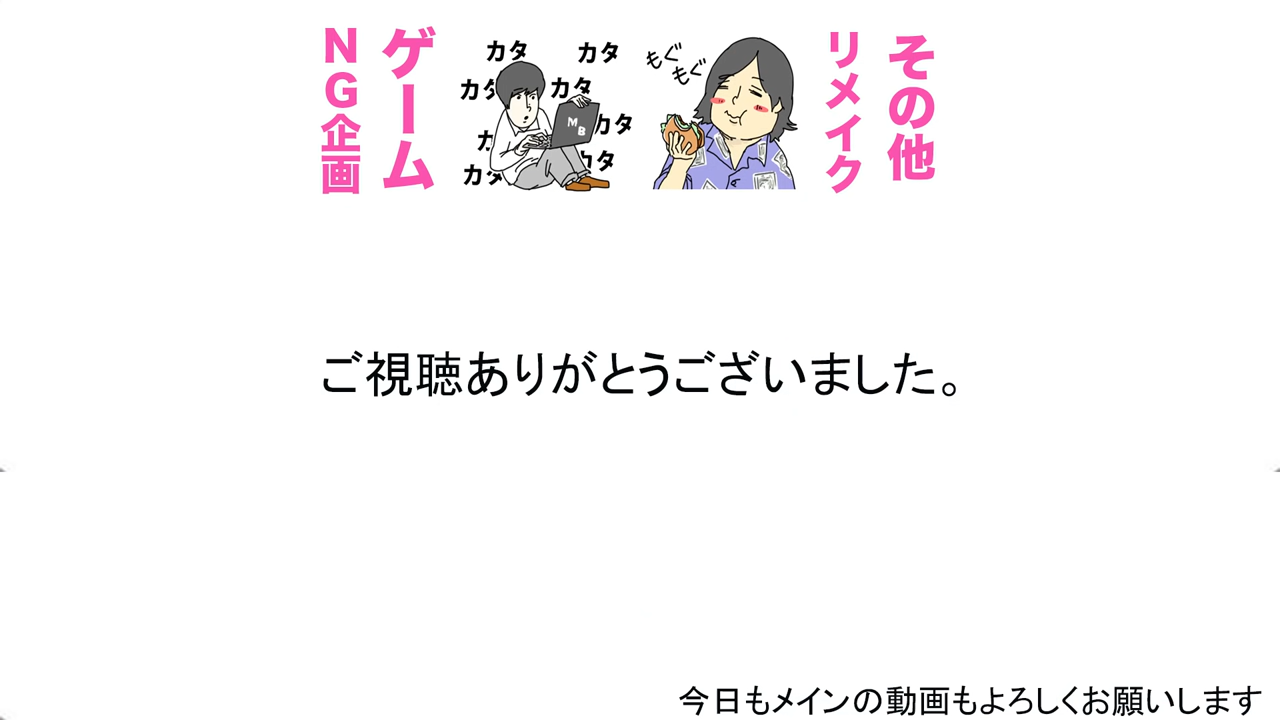 ゲーム
NG企画
カタ
カタ
カタ
カタ
カ
カタ
カタ
カタ
MB
もぐ
もぐ
その他
リメイク
ご視聴ありがとうございました。
今日もメインの動画もよろしくお願いします